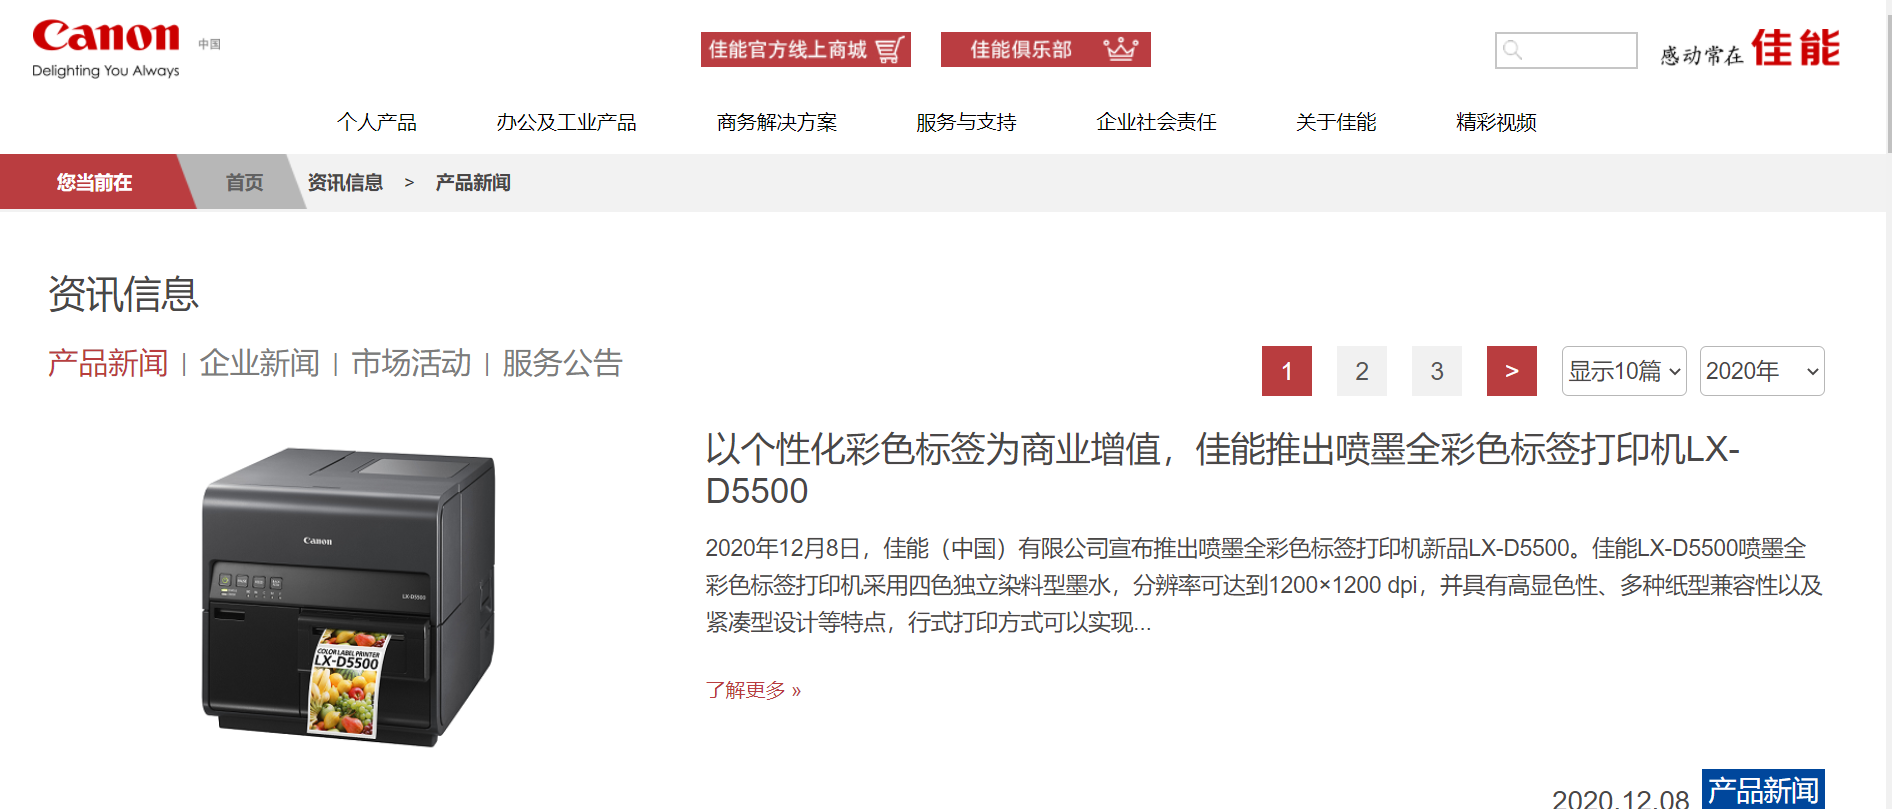 Canon 中国
Delighting You Always
佳能官方线上商城
佳能俱乐部
感动常在 佳能
个人产品 办公及工业产品 商务解决方案 服务与支持 企业社会责任 关于佳能 精彩视频
您当前在 首页 资讯信息 > 产品新闻
资讯信息
产品新闻 | 企业新闻 | 市场活动 | 服务公告
1 2 3 > 显示10篇 2020年
以个性化彩色标签为商业增值，佳能推出喷墨全彩色标签打印机LX-
D5500
2020年12月8日，佳能（中国）有限公司宣布推出喷墨全彩色标签打印机新品LX-D5500。佳能LX-D5500喷墨全
彩色标签打印机采用四色独立染料型墨水，分辨率可达到1200×1200 dpi，并具有高显色性、多种纸型兼容性以及
紧凑型设计等特点，行式打印方式可以实现...
了解更多 »
Canon
LX-D5500
COLOR LABEL PRINTER
LX-D5500
2020.12.08 产品新闻